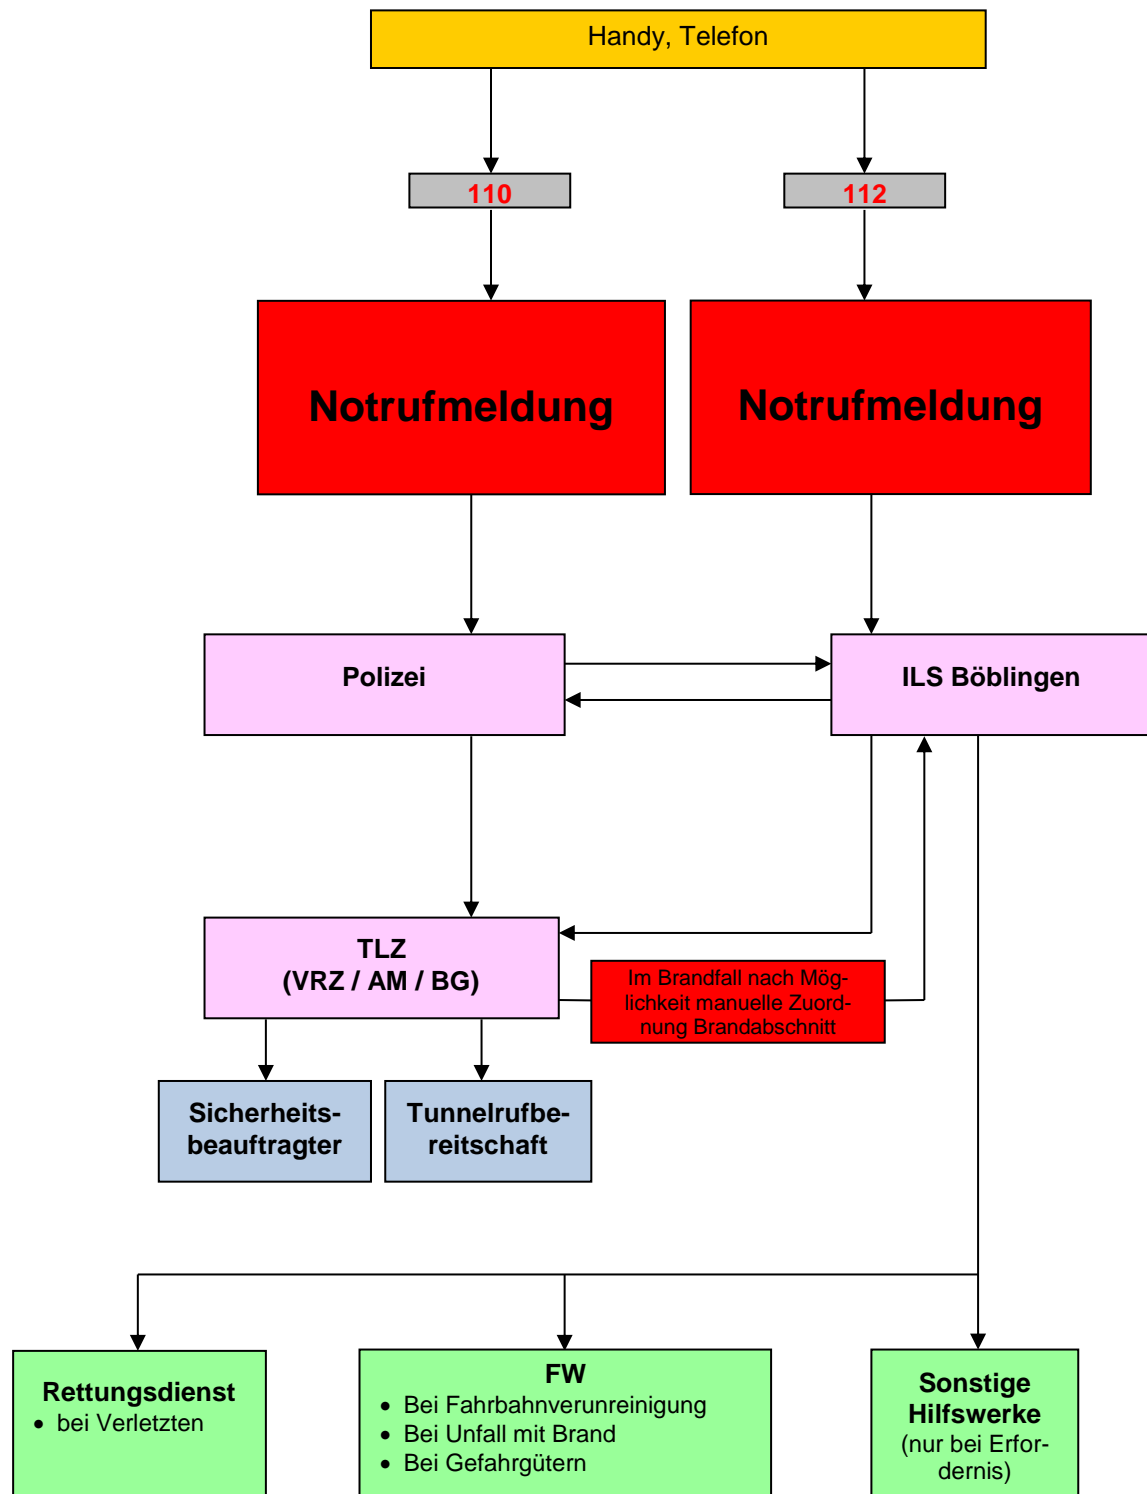 Handy, Telefon
110
112
Notrufmeldung
Notrufmeldung
Polizei
ILS Böblingen
TLZ
(VRZ / AM / BG)
Im Brandfall nach Mög-
lichkeit manuelle Zuord-
nung Brandabschnitt
Sicherheits-
beauftragter
Tunnelrufbe-
reitschaft
Rettungsdienst
• bei Verletzten
FW
• Bei Fahrbahnverunreinigung
• Bei Unfall mit Brand
• Bei Gefahrgütern
Sonstige
Hilfswerke
(nur bei Erfor-
dernis)